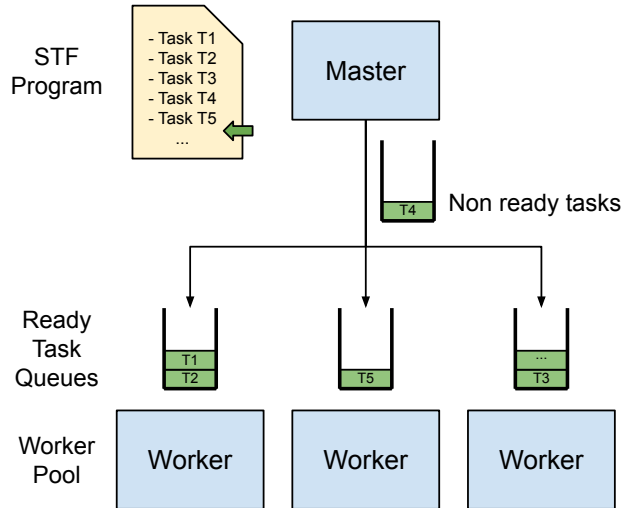 STF
Program
- Task T1
- Task T2
- Task T3
- Task T4
- Task T5
...
Master
T4
Non ready tasks
Ready
Task
Queues
T1
T2
T5
...
T3
Worker
Pool
Worker
Worker
Worker